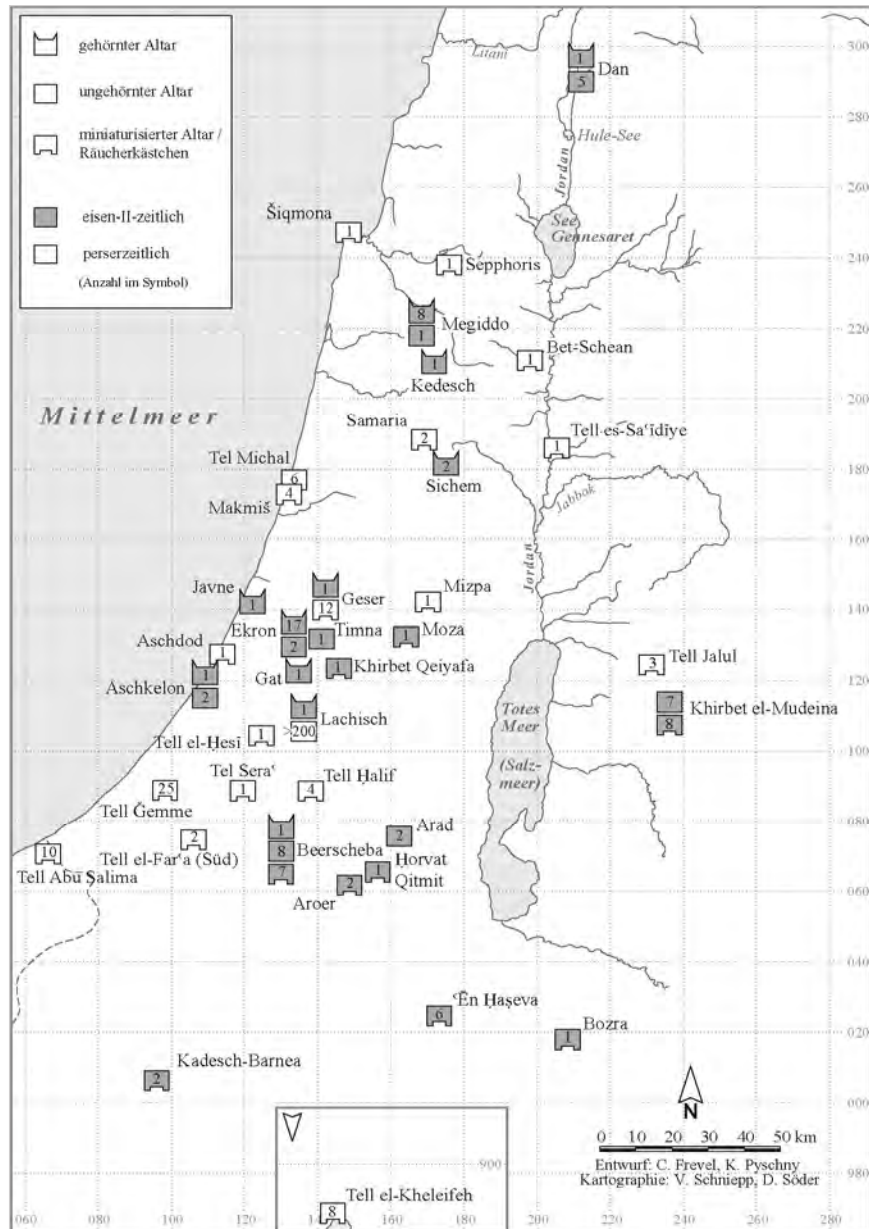 gehörnter Altar
ungehörnter Altar
miniaturisierter Altar /
Räucherkästchen
eisen-II-zeitlich
perserzeitlich
(Anzahl im Symbol)
Litani
300
1
Dan
5
280
Hule-See
Jordan
260
Šiqmona
1
See
Gennesaret
Sepphoris
1
240
8
Megiddo
1
220
Bet-Schean
1
1
Kedesch
Mittelmeer
200
Samaria
2
Tell es-Saʿidīye
1
Tel Michal
6
2
Sichem
180
Makmiš
4
Jabbok
Jordan
160
Javne
1
1
Geser
12
Mizpa
1
140
Ekron
17
2
Timna
1
Moza
1
Aschdod
1
Gat
1
1
Khirbet Qeiyafa
3
Tell Jalul
Aschkelon
1
2
120
1
Lachisch
>200
Totes
Meer
(Salz-
meer)
7
Khirbet el-Mudeina
8
Tell el-Ḥesi
1
100
Tel Seraʿ
1
Tell Ḥalif
4
25
Tell Ǧemme
080
1
Beerscheba
8
7
Arad
2
2
Tell el-Farʿa (Süd)
10
Tell Abu Salima
1
Ḥorvat
Qitmit
2
Aroer
060
040
ʿĒn Ḥaṣeva
6
Bozra
1
020
Kadesch-Barnea
2
N
000
0 10 20 30 40 50 km
Entwurf: C. Frevel, K. Pyschny
Kartographie: V. Schniepp, D. Söder
900
980
Tell el-Kheleifeh
8
060 080 100 120 140 160 180 200 220 240 260 280